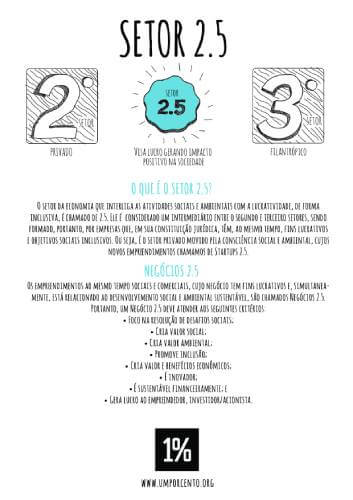 SETOR 2.5
2º
SETOR
SETOR
2.5
3º
SETOR
PRIVADO
VISA LUCRO GERANDO IMPACTO
POSITIVO NA SOCIEDADE
FILANTRÓPICO
O QUE É O SETOR 2.5?
O SETOR DA ECONOMIA QUE INTERLIGA AS ATIVIDADES SOCIAIS E AMBIENTAIS COM A LUCRATIVIDADE, DE FORMA
INCLUSIVA, É CHAMADO DE 2.5. ELE É CONSIDERADO UM INTERMEDIÁRIO ENTRE O SEGUNDO E TERCEIRO SETORES, SENDO
FORMADO, PORTANTO, POR EMPRESAS QUE, EM SUA CONSTITUIÇÃO JURÍDICA, TÊM, AO MESMO TEMPO, FINS LUCRATIVOS
E OBJETIVOS SOCIAIS INCLUSIVOS. OU SEJA, É O SETOR PRIVADO MOVIDO PELA CONSCIÊNCIA SOCIAL E AMBIENTAL, CUJOS
NOVOS EMPREENDIMENTOS CHAMAMOS DE STARTUPS 2.5.
NEGÓCIOS 2.5
OS EMPREENDIMENTOS AO MESMO TEMPO SOCIAIS E COMERCIAIS, CUJO NEGÓCIO TEM FINS LUCRATIVOS E, SIMULTANEA-
MENTE, ESTÁ RELACIONADO AO DESENVOLVIMENTO SOCIAL E AMBIENTAL SUSTENTÁVEL, SÃO CHAMADOS NEGÓCIOS 2.5.
PORTANTO, UM NEGÓCIO 2.5 DEVE ATENDER AOS SEGUINTES CRITÉRIOS:
• FOCO NA RESOLUÇÃO DE DESAFIOS SOCIAIS;
• CRIA VALOR SOCIAL;
• CRIA VALOR AMBIENTAL;
• PROMOVE INCLUSÃO;
• CRIA VALOR E BENEFÍCIOS ECONÔMICOS;
• É INOVADOR;
• É SUSTENTÁVEL FINANCEIRAMENTE; E
• GERA LUCRO AO EMPREENDEDOR, INVESTIDOR/ACIONISTA.
1%
WWW.UMPORCENTO.ORG